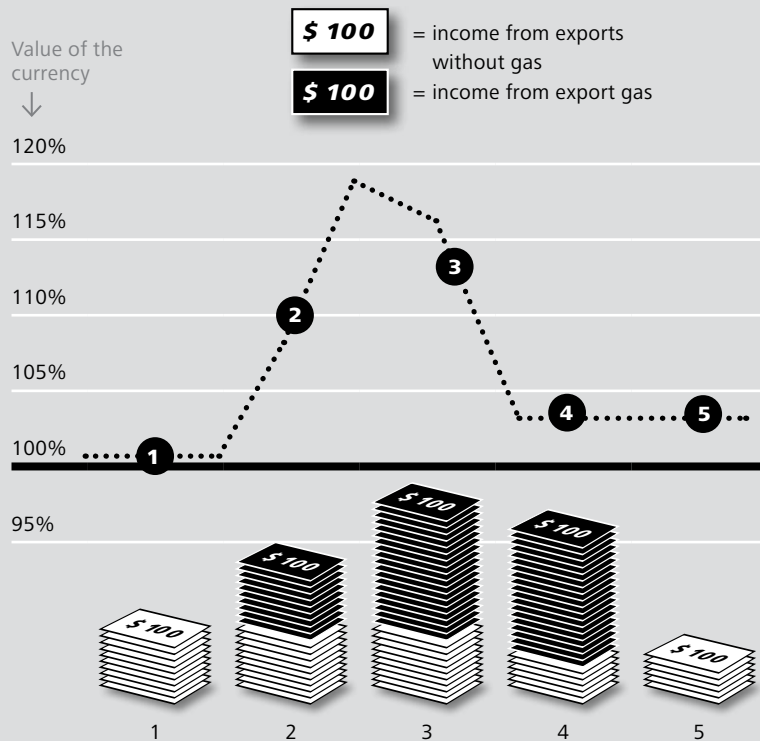 $ 100 = income from exports
without gas
$ 100 = income from export gas
Value of the
currency
↓
120%
115%
110%
105%
100%
95%
2
3
4
5
1
$ 100
$ 100
$ 100
$ 100
$ 100
1 2 3 4 5